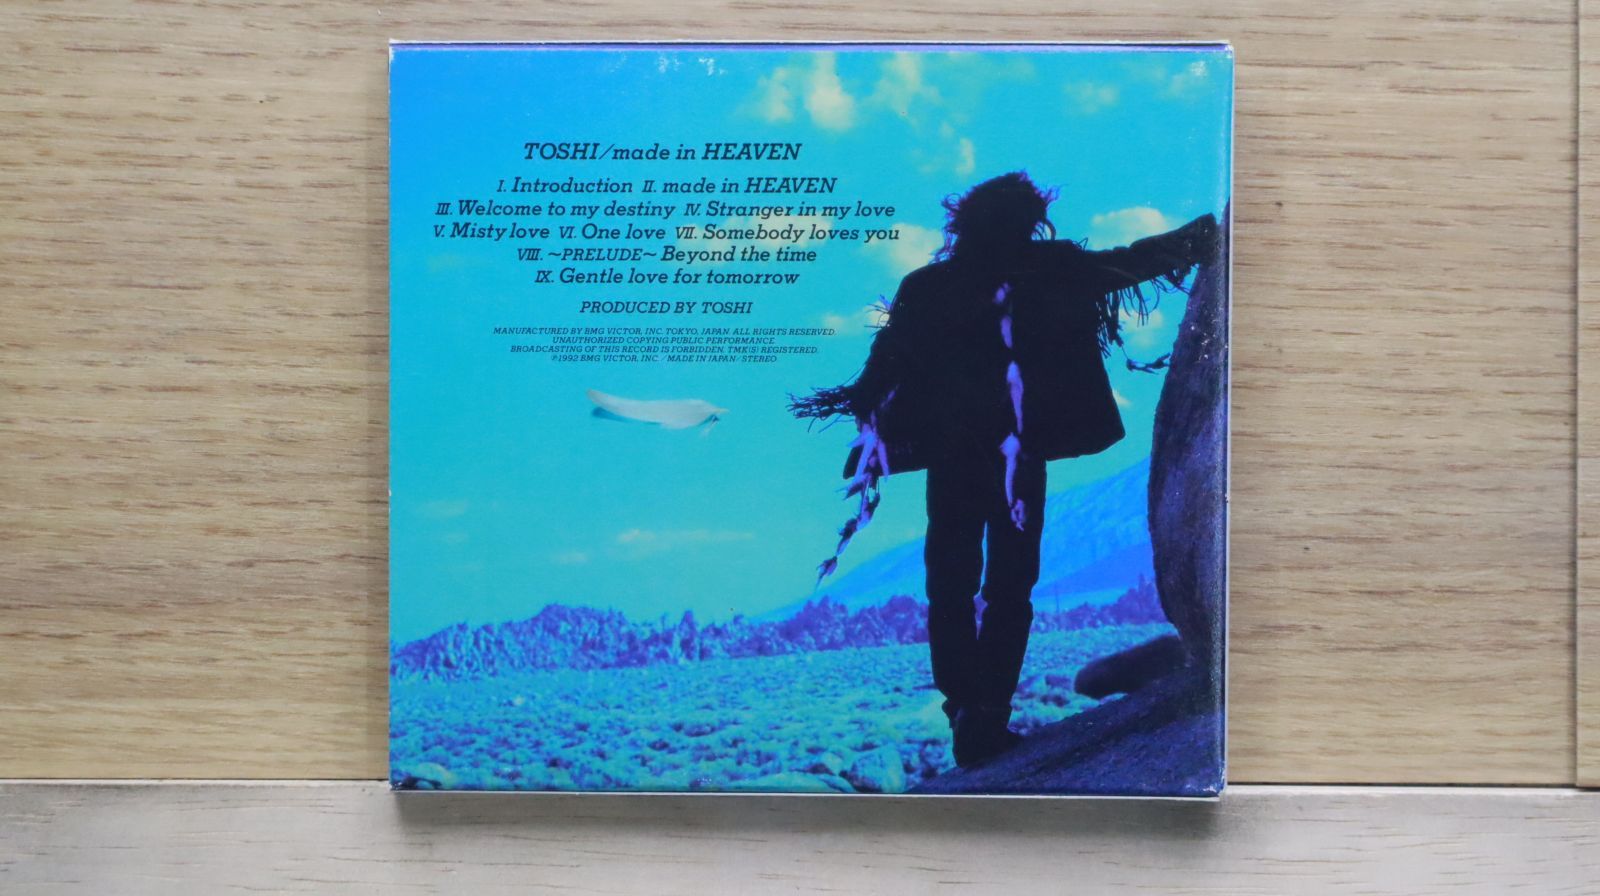 TOSHI/made in HEAVEN
I. Introduction II. made in HEAVEN
III. Welcome to my destiny IV. Stranger in my love
V. Misty love VI. One love VII. Somebody loves you
VIII. ~PRELUDE~ Beyond the time
IX. Gentle love for tomorrow
PRODUCED BY TOSHI
MANUFACTURED BY BMG VICTOR, INC. TOKYO, JAPAN. ALL RIGHTS RESERVED.
UNAUTHORIZED COPYING PUBLIC PERFORMANCE
BROADCASTING OF THIS RECORD IS FORBIDDEN. TMK(S) REGISTERED.
℗1992 BMG VICTOR, INC./MADE IN JAPAN/STEREO